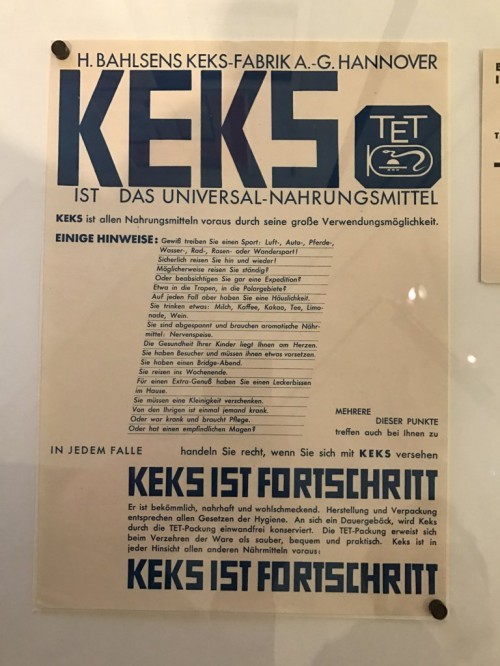 H. BAHLSENS KEKS-FABRIK A.-G. HANNOVER
KEKS
TET
IST DAS UNIVERSAL-NAHRUNGSMITTEL
KEKS ist allen Nahrungsmitteln voraus durch seine große Verwendungsmöglichkeit.
EINIGE HINWEISE: Gewiß treiben Sie einen Sport: Luft-, Auto-, Pferde-,
Wasser-, Rad-, Rasen- oder Wandersport!
Sicherlich reisen Sie hin und wieder!
Möglicherweise reisen Sie ständig?
Oder beabsichtigen Sie gar eine Expedition?
Etwa in die Tropen, in die Polargebiete?
Auf jeden Fall aber haben Sie eine Häuslichkeit.
Sie trinken etwas: Milch, Kaffee, Kakao, Tee, Limo-
nade, Wein.
Sie sind abgespannt und brauchen aromatische Nähr-
mittel: Nervenspeise.
Die Gesundheit Ihrer Kinder liegt Ihnen am Herzen.
Sie haben Besucher und müssen ihnen etwas vorsetzen.
Sie haben einen Bridge-Abend.
Sie reisen ins Wochenende.
Für einen Extra-Genuß haben Sie einen Leckerbissen
im Hause.
Sie müssen eine Kleinigkeit verschenken.
Von den Ihrigen ist einmal jemand krank.
Oder war krank und braucht Pflege.
Oder hat einen empfindlichen Magen?
MEHRERE
DIESER PUNKTE
treffen auch bei Ihnen zu
IN JEDEM FALLE handeln Sie recht, wenn Sie sich mit KEKS versehen
KEKS IST FORTSCHRITT
Er ist bekömmlich, nahrhaft und wohlschmeckend. Herstellung und Verpackung
entsprechen allen Gesetzen der Hygiene. An sich ein Dauergebäck, wird Keks
durch die TET-Packung einwandfrei konserviert. Die TET-Packung erweist sich
beim Verzehren der Ware als sauber, bequem und praktisch. Keks ist in
jeder Hinsicht allen anderen Nährmitteln voraus:
KEKS IST FORTSCHRITT